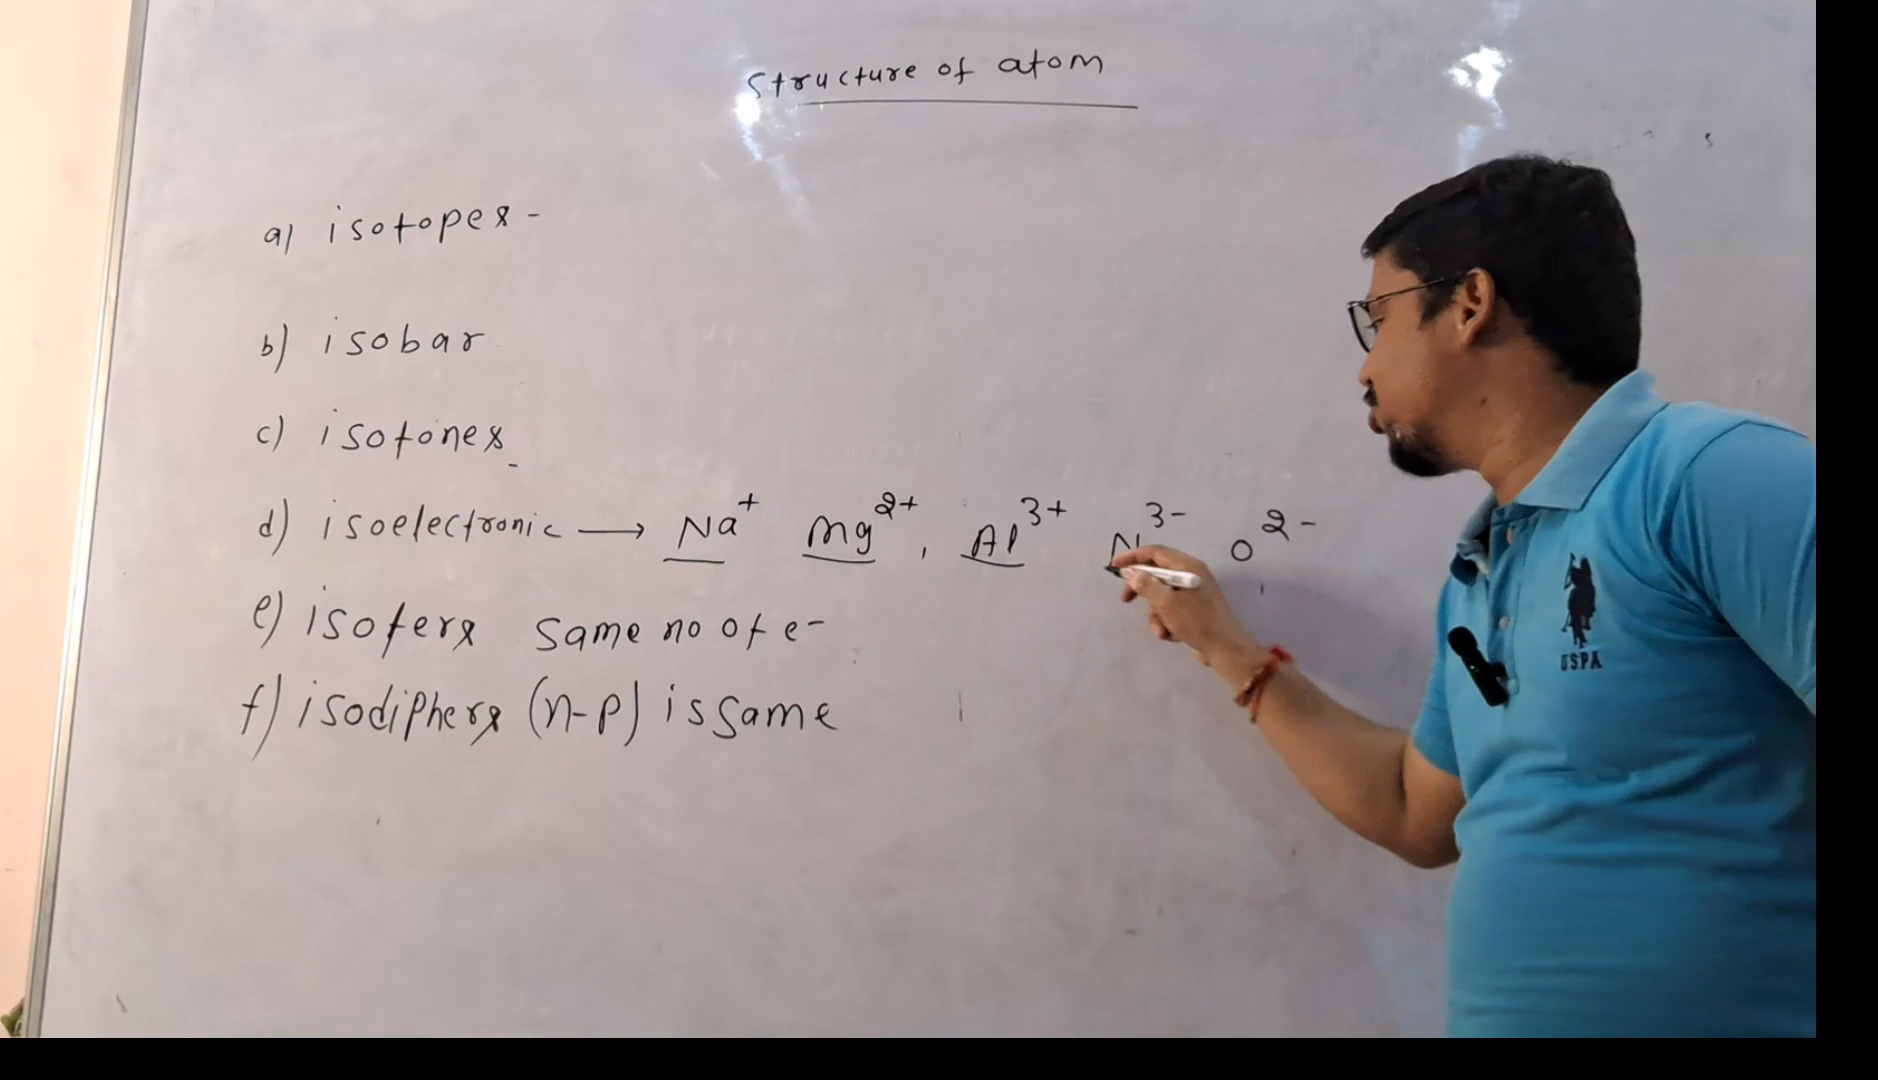 Structure of atom
a) isotopes -
b) isobar
c) isotones
d) isoelectronic → Na⁺ Mg²⁺, Al³⁺ N³⁻ O²⁻
e) isoters same no of e-
f) isodiphers (n-p) is same
USPA